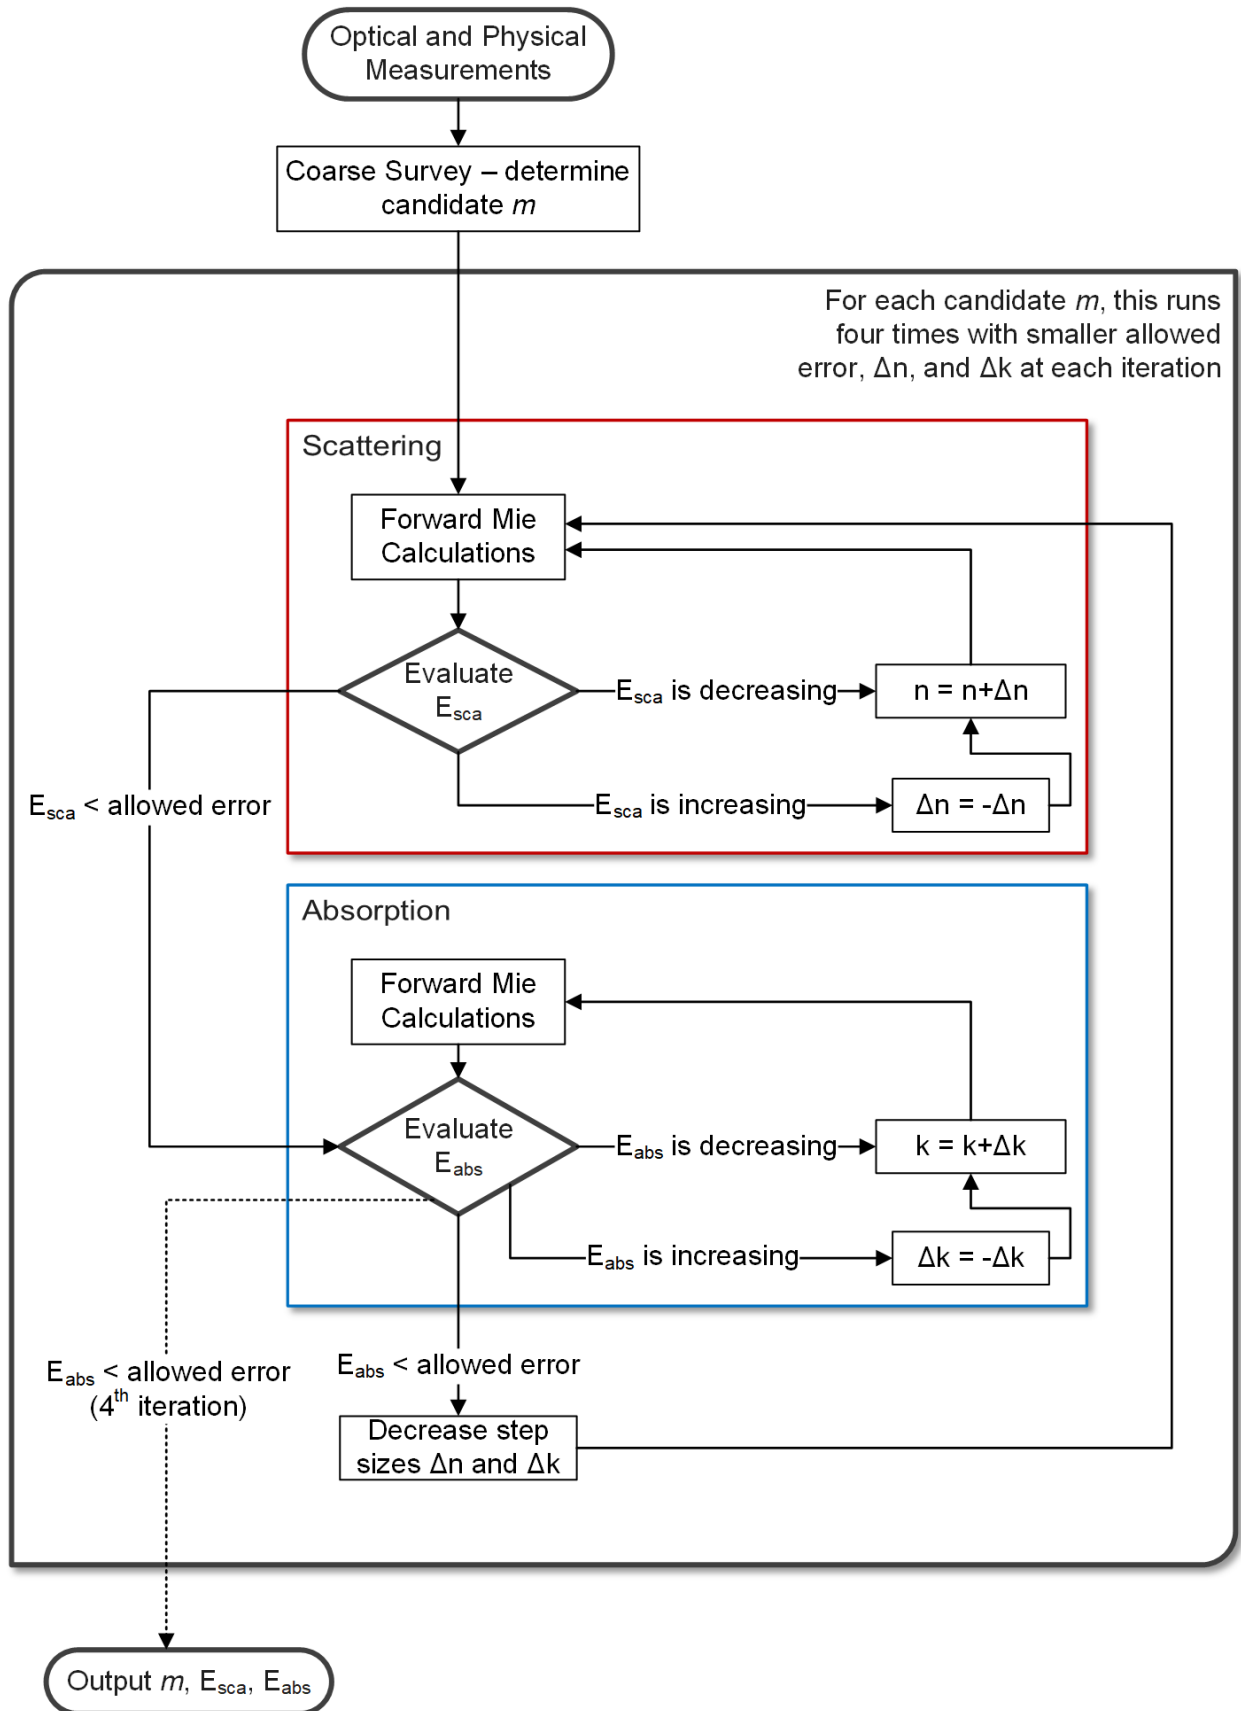 Optical and Physical
Measurements
Coarse Survey – determine
candidate m
For each candidate m, this runs
four times with smaller allowed
error, Δn, and Δk at each iteration
Scattering
Forward Mie
Calculations
Evaluate
Esca
Esca is decreasing
n = n+Δn
Esca is increasing
Δn = -Δn
Esca < allowed error
Absorption
Forward Mie
Calculations
Evaluate
Eabs
Eabs is decreasing
k = k+Δk
Eabs is increasing
Δk = -Δk
Eabs < allowed error
(4th iteration)
Eabs < allowed error
Decrease step
sizes Δn and Δk
Output m, Esca, Eabs